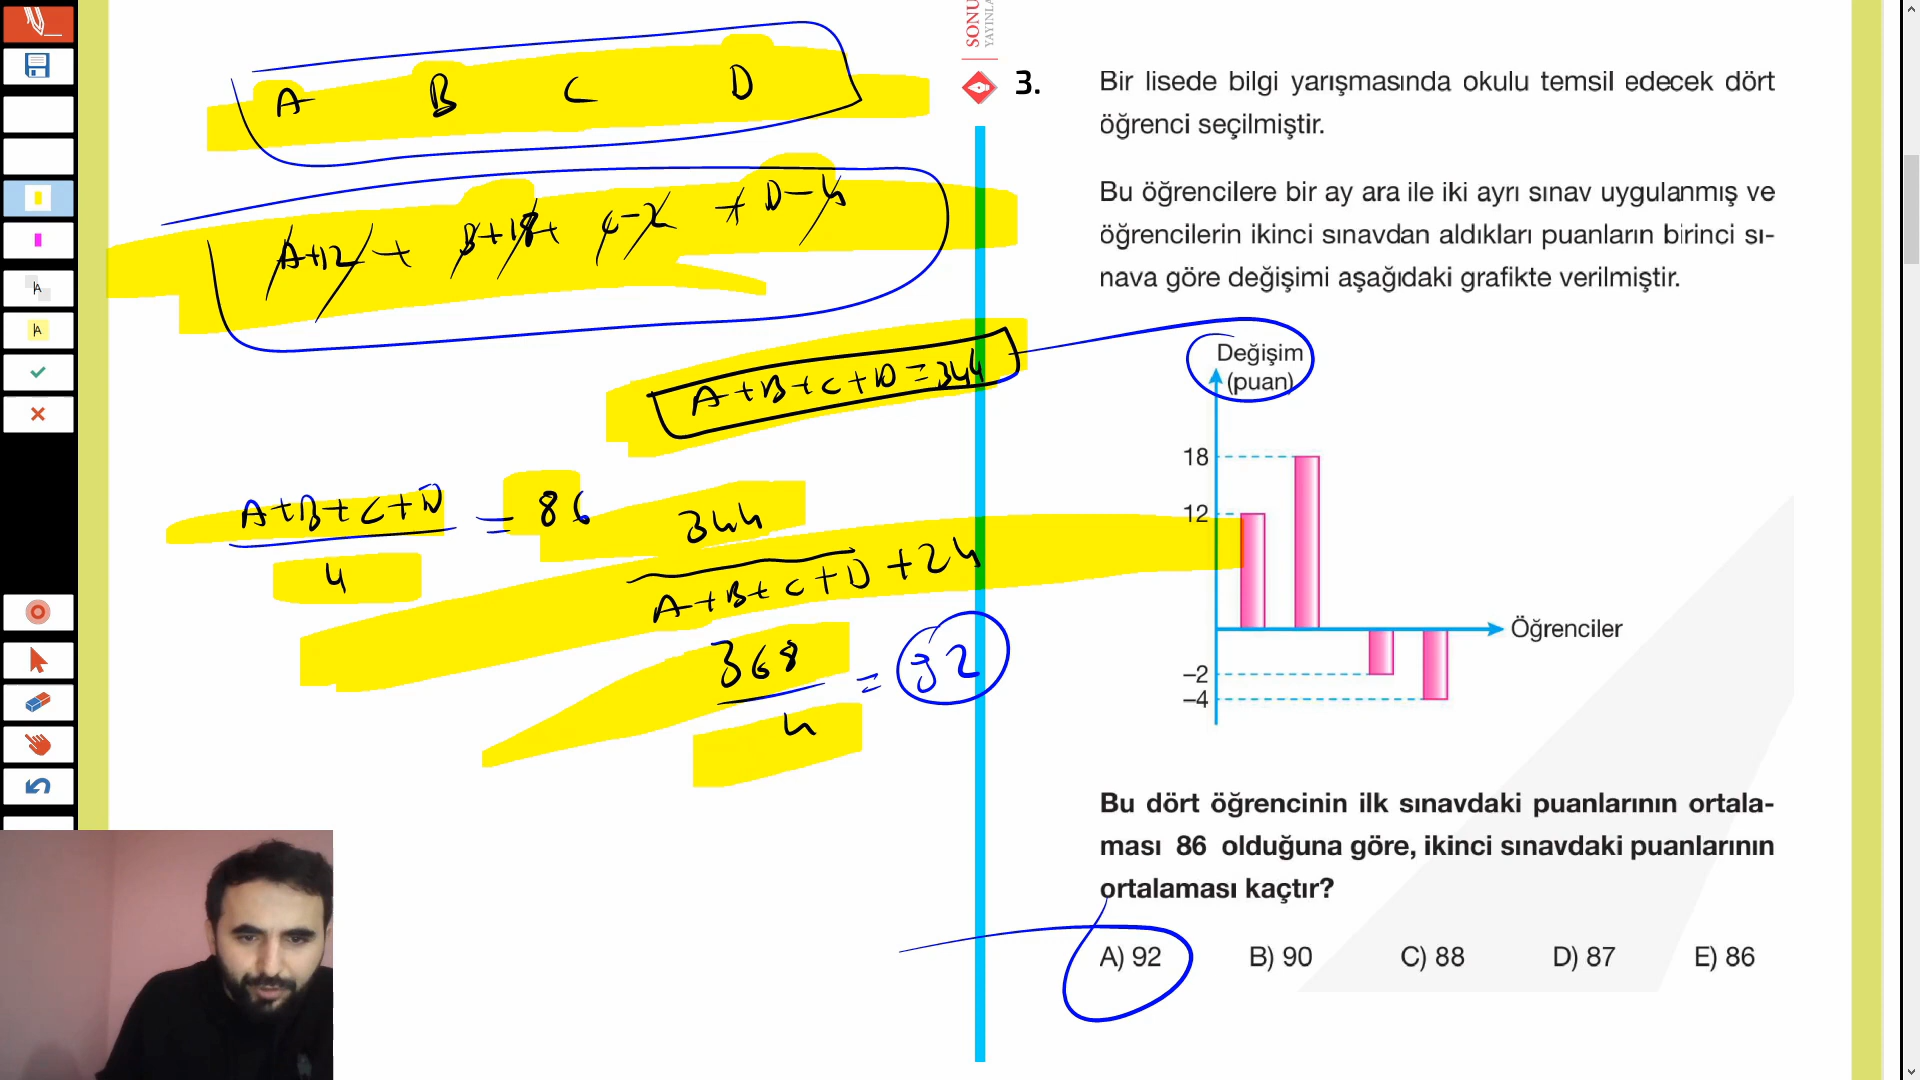 A B C D
A+12 + B+18 + C-2 + D-4
A+B+C+D=344
A+B+C+D
4
= 86
344
A+B+C+D +24
368
4
= 92
SONU
YAYINLA
3. Bir lisede bilgi yarışmasında okulu temsil edecek dört
öğrenci seçilmiştir.
Bu öğrencilere bir ay ara ile iki ayrı sınav uygulanmış ve
öğrencilerin ikinci sınavdan aldıkları puanların birinci sı-
nava göre değişimi aşağıdaki grafikte verilmiştir.
Değişim
(puan)
18
12
Öğrenciler
-2
-4
Bu dört öğrencinin ilk sınavdaki puanlarının ortala-
ması 86 olduğuna göre, ikinci sınavdaki puanlarının
ortalaması kaçtır?
A) 92 B) 90 C) 88 D) 87 E) 86